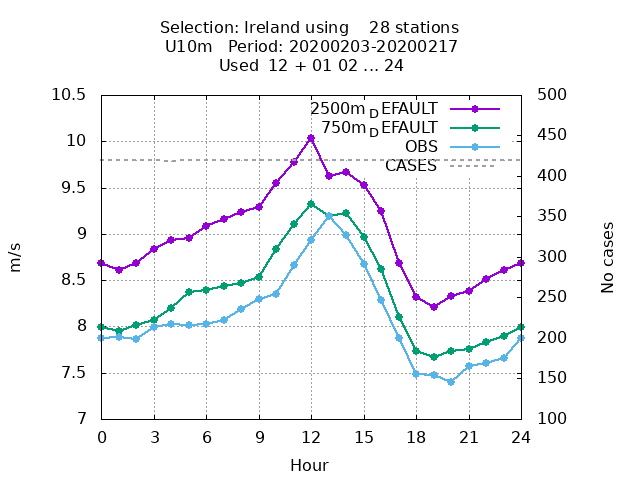 Selection: Ireland using    28 stations
U10m   Period: 20200203-20200217
Used  12 + 01 02 ... 24
10.5
10
9.5
9
8.5
8
7.5
7
m/s
500
450
400
350
300
250
200
150
100
No cases
2500m_DEFAULT
750m_DEFAULT
OBS
CASES
0 3 6 9 12 15 18 21 24
Hour